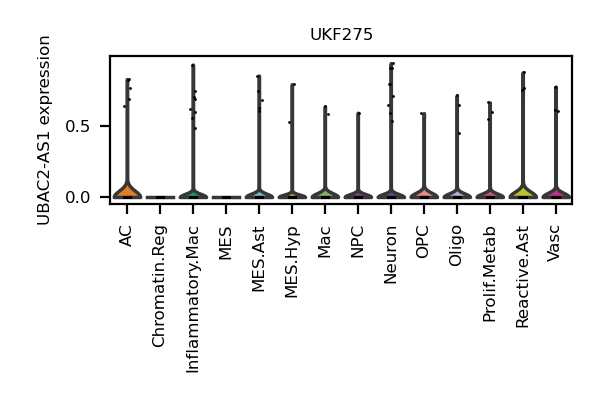 UKF275
UBAC2-AS1 expression
0.5
0.0
AC
Chromatin.Reg
Inflammatory.Mac
MES
MES.Ast
MES.Hyp
Mac
NPC
Neuron
OPC
Oligo
Prolif.Metab
Reactive.Ast
Vasc